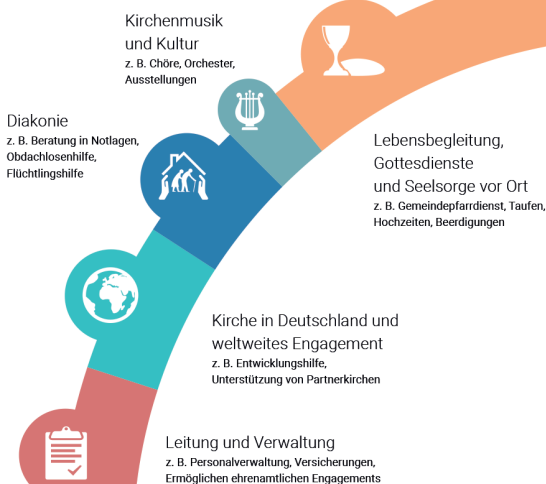 Kirchenmusik
und Kultur
z. B. Chöre, Orchester,
Ausstellungen
Diakonie
z. B. Beratung in Notlagen,
Obdachlosenhilfe,
Flüchtlingshilfe
Lebensbegleitung,
Gottesdienste
und Seelsorge vor Ort
z. B. Gemeindepfarrdienst, Taufen,
Hochzeiten, Beerdigungen
Kirche in Deutschland und
weltweites Engagement
z. B. Entwicklungshilfe,
Unterstützung von Partnerkirchen
Leitung und Verwaltung
z. B. Personalverwaltung, Versicherungen,
Ermöglichen ehrenamtlichen Engagements